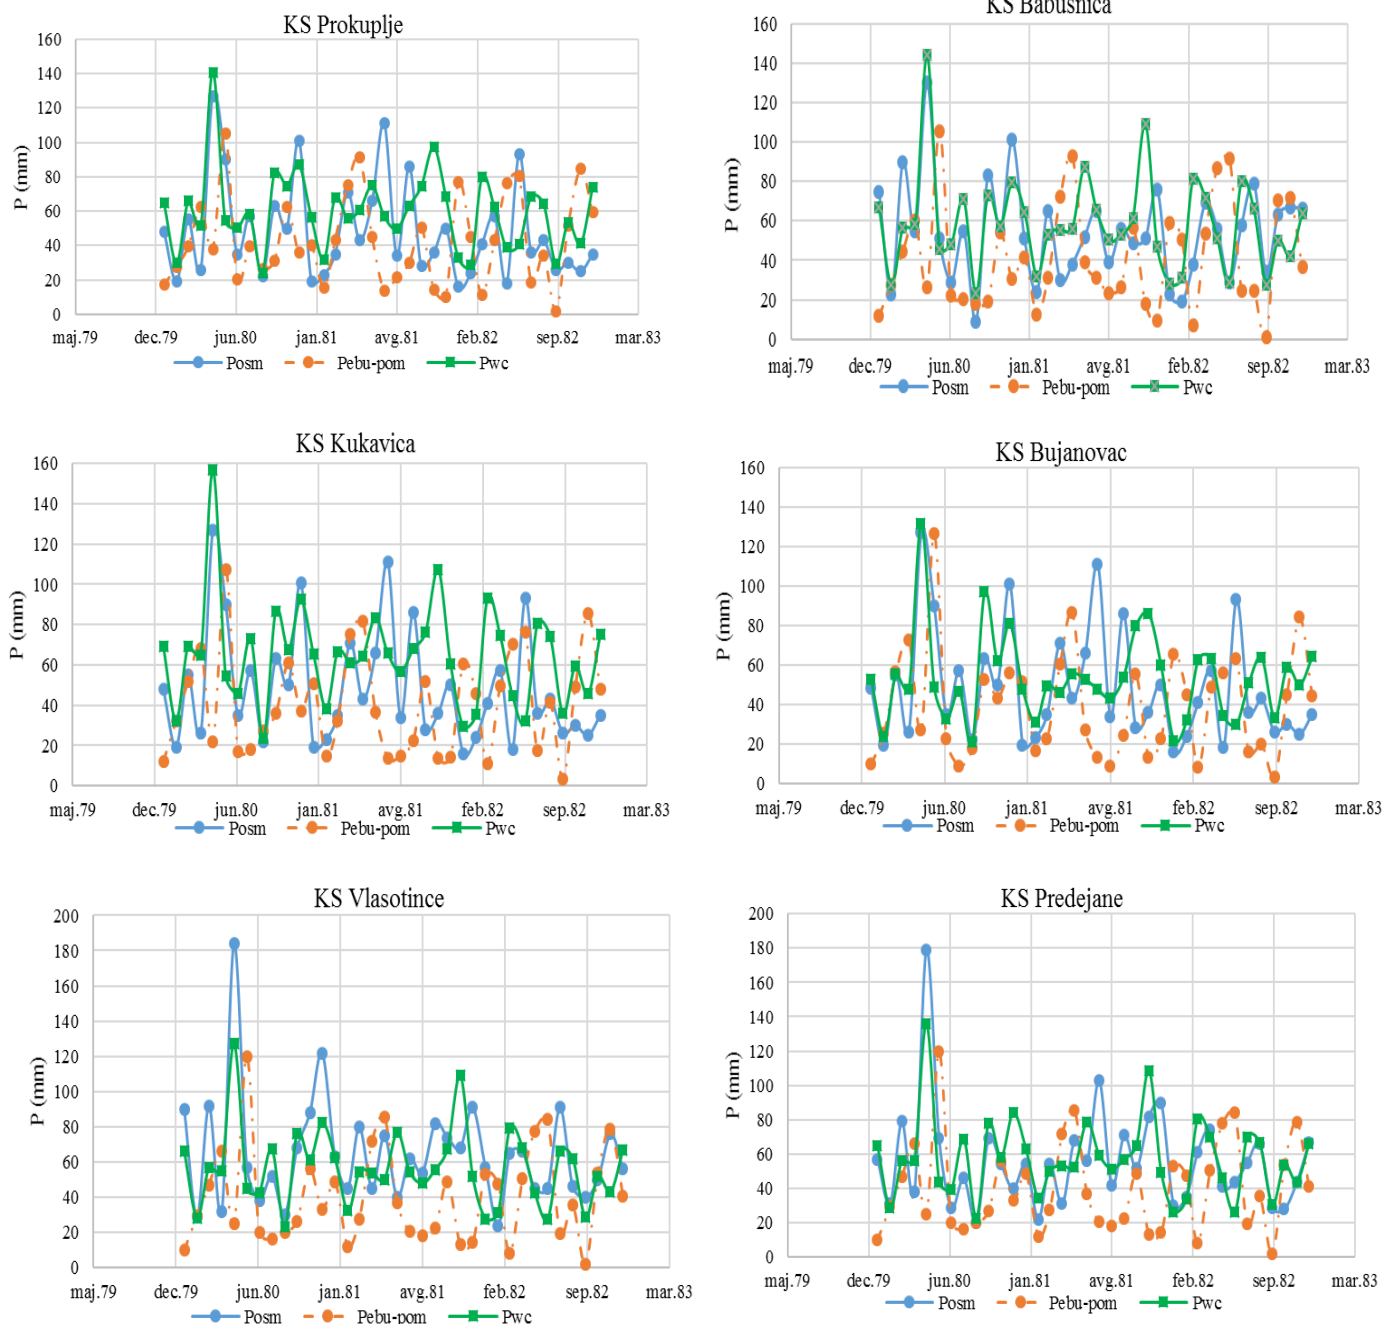 KS Prokuplje
160
140
120
100
80
60
40
20
0
P (mm)
maj.79 dec.79 jun.80 jan.81 avg.81 feb.82 sep.82 mar.83
Posm Pebu-pom Pwc
KS Babusnica
160
140
120
100
80
60
40
20
0
P (mm)
maj.79 dec.79 jun.80 jan.81 avg.81 feb.82 sep.82 mar.83
Posm Pebu-pom Pwc
KS Kukavica
160
140
120
100
80
60
40
20
0
P (mm)
maj.79 dec.79 jun.80 jan.81 avg.81 feb.82 sep.82 mar.83
Posm Pebu-pom Pwc
KS Bujanovac
160
140
120
100
80
60
40
20
0
P (mm)
maj.79 dec.79 jun.80 jan.81 avg.81 feb.82 sep.82 mar.83
Posm Pebu-pom Pwc
KS Vlasotince
200
180
160
140
120
100
80
60
40
20
0
P (mm)
maj.79 dec.79 jun.80 jan.81 avg.81 feb.82 sep.82 mar.83
Posm Pebu-pom Pwc
KS Predejane
200
180
160
140
120
100
80
60
40
20
0
P (mm)
maj.79 dec.79 jun.80 jan.81 avg.81 feb.82 sep.82 mar.83
Posm Pebu-pom Pwc